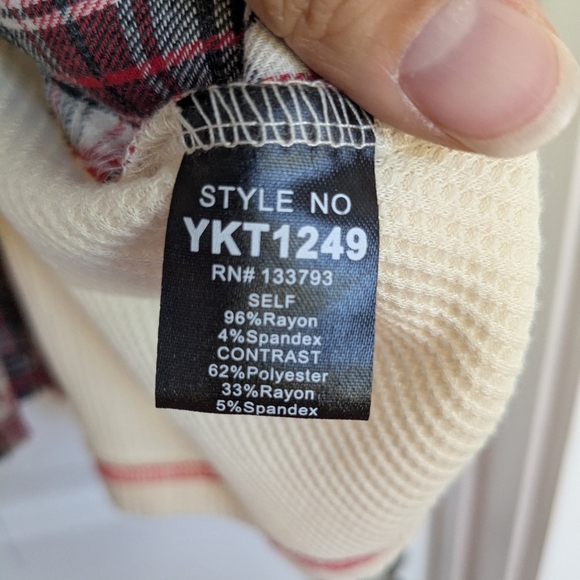 STYLE NO
YKT1249
RN# 133793
SELF
96%Rayon
4%Spandex
CONTRAST
62%Polyester
33%Rayon
5%Spandex